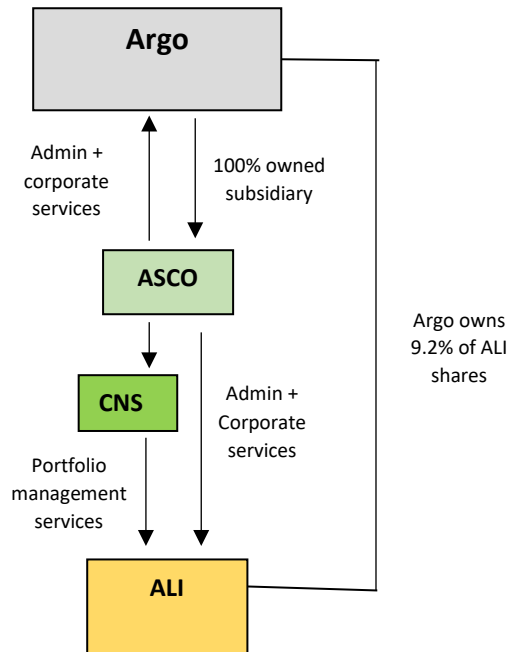 Argo
Admin +
corporate
services
100% owned
subsidiary
ASCO
Argo owns
9.2% of ALI
shares
CNS
Admin +
Corporate
services
Portfolio
management
services
ALI